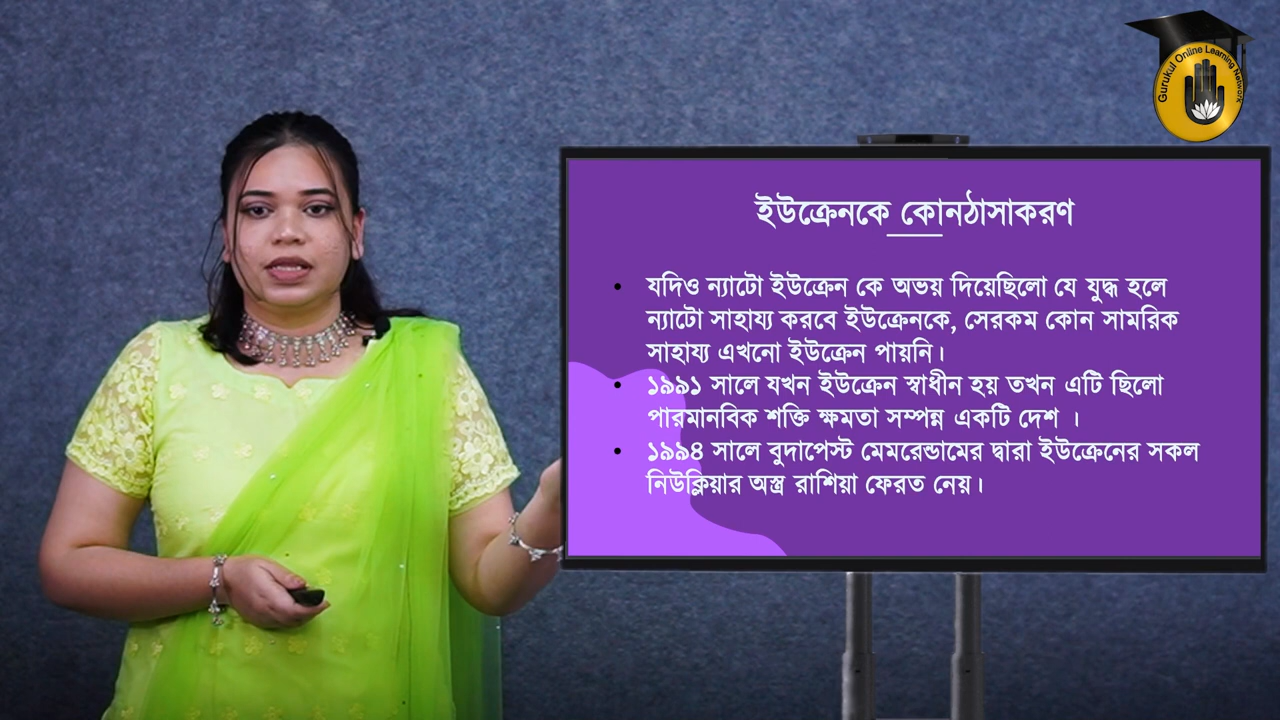 Gurukul Online Learning Network
ইউক্রেনকে কোনঠাসাকরণ
• যদিও ন্যাটো ইউক্রেন কে অভয় দিয়েছিলো যে যুদ্ধ হলে
ন্যাটো সাহায্য করবে ইউক্রেনকে, সেরকম কোন সামরিক
সাহায্য এখনো ইউক্রেন পায়নি।
• ১৯৯১ সালে যখন ইউক্রেন স্বাধীন হয় তখন এটি ছিলো
পারমানবিক শক্তি ক্ষমতা সম্পন্ন একটি দেশ ।
• ১৯৯৪ সালে বুদাপেস্ট মেমরেন্ডামের দ্বারা ইউক্রেনের সকল
নিউক্লিয়ার অস্ত্র রাশিয়া ফেরত নেয়।